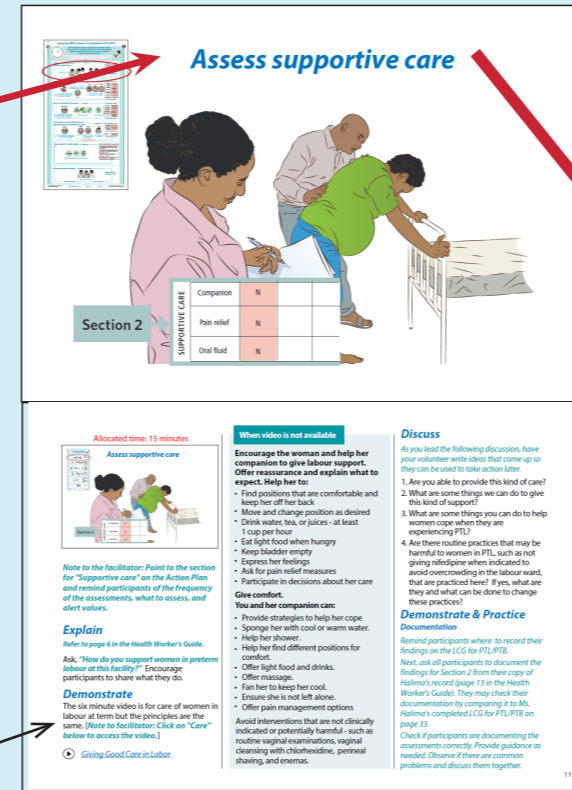 Assess supportive care
Section 2
SUPPORTIVE CARE
Companion N
Pain relief N
Oral fluid N
Allocated time: 15 minutes
Assess supportive care
Note to the facilitator: Point to the section
for "Supportive care" on the Action Plan
and remind participants of the frequency
of the assessments, what to assess, and
alert values.
Explain
Refer to page 6 in the Health Worker's Guide.
Ask, "How do you support women in preterm
labour at this facility?" Encourage
participants to share what they do.
Demonstrate
The six minute video is for care of women in
labour at term but the principles are the
same. [Note to facilitator: Click on "Care"
below to access the video.]
Giving Good Care in Labor
When video is not available
Encourage the woman and help her
companion to give labour support.
Offer reassurance and explain what to
expect. Help her to:
• Find positions that are comfortable and
keep her off her back
• Move and change position as desired
• Drink water, tea, or juices - at least
1 cup per hour
• Eat light food when hungry
• Keep bladder empty
• Express her feelings
• Ask for pain relief measures
• Participate in decisions about her care
Give comfort.
You and her companion can:
• Provide strategies to help her cope
• Sponge her with cool or warm water.
• Help her shower.
• Help her find different positions for
comfort.
• Offer light food and drinks.
• Offer massage.
• Fan her to keep her cool.
• Ensure she is not left alone.
• Offer pain management options
Avoid interventions that are not clinically
indicated or potentially harmful - such as
routine vaginal examinations, vaginal
cleansing with chlorhexidine, perineal
shaving, and enemas.
Discuss
As you lead the following discussion, have
your volunteer write ideas that come up so
they can be used to take action later.
1. Are you able to provide this kind of care?
2. What are some things we can do to give
this kind of support?
3. What are some things you can do to help
women cope when they are
experiencing PTL?
4. Are there routine practices that may be
harmful to women in PTL, such as not
giving nifedipine when indicated to
avoid overcrowding in the labour ward,
that are practiced here? If yes, what are
they and what can be done to change
these practices?
Demonstrate & Practice
Documentation
Remind participants where to record their
findings on the LCG for PTL/PTB.
Next, ask all participants to document the
findings for Section 2 from their copy of
Halima's record (page 13 in the Health
Worker's Guide). They may check their
documentation by comparing it to Ms.
Halima's completed LCG for PTL/PTB on
page 33.
Check if participants are documenting the
assessments correctly. Provide guidance as
needed. Observe if there are common
problems and discuss them together.
11